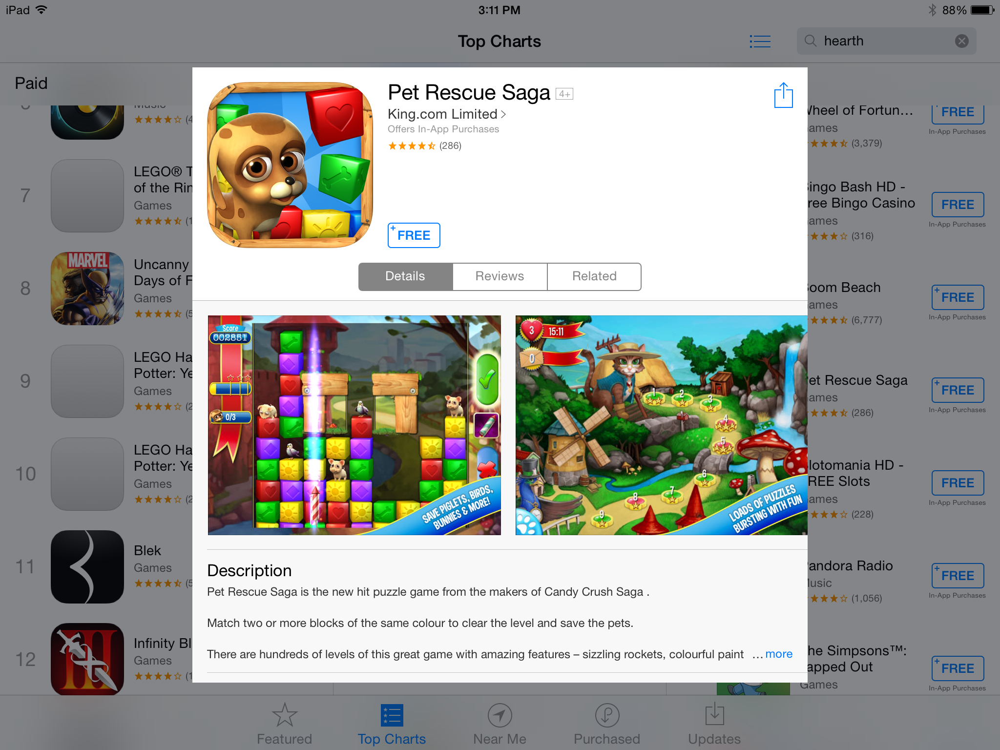 iPad
3:11 PM
88%
Top Charts
hearth
Paid
Music
(4
7
LEGO® T
of the Rin
Games
(1
MARVEL
8
Uncanny
Days of F
Games
(5
9
LEGO Ha
Potter: Ye
Games
(2
10
LEGO Ha
Potter: Ye
Games
(2
11
Blek
Games
(5
12
Infinity Bl
Games
(1
Pet Rescue Saga 4+
King.com Limited >
Offers In-App Purchases
(286)
+ FREE
Details
Reviews
Related
Score
002851
0/3
SAVE PIGLETS, BIRDS,
BUNNIES & MORE!
3
15:11
0
1
2
3
4
5
6
7
8
9
LOADS OF PUZZLES
BURSTING WITH FUN
Description
Pet Rescue Saga is the new hit puzzle game from the makers of Candy Crush Saga .
Match two or more blocks of the same colour to clear the level and save the pets.
There are hundreds of levels of this great game with amazing features – sizzling rockets, colourful paint ... more
Wheel of Fortun...
ames
(3,379)
FREE
In-App Purchases
Bingo Bash HD -
ree Bingo Casino
ames
(316)
FREE
In-App Purchases
Boom Beach
ames
(6,777)
+ FREE
In-App Purchases
et Rescue Saga
ames
(286)
+ FREE
In-App Purchases
lotomania HD -
REE Slots
ames
(228)
FREE
In-App Purchases
andora Radio
usic
(1,056)
+ FREE
In-App Purchases
he Simpsons™:
apped Out
Games
+ FREE
In-App Purchases
Featured
Top Charts
Near Me
Purchased
Updates